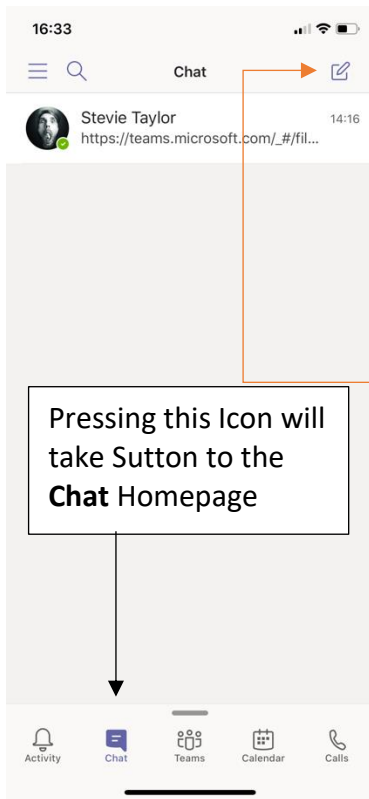 16:33
Chat
Stevie Taylor 14:16
https://teams.microsoft.com/_#/fil...
Pressing this Icon will
take Sutton to the
Chat Homepage
Activity Chat Teams Calendar Calls